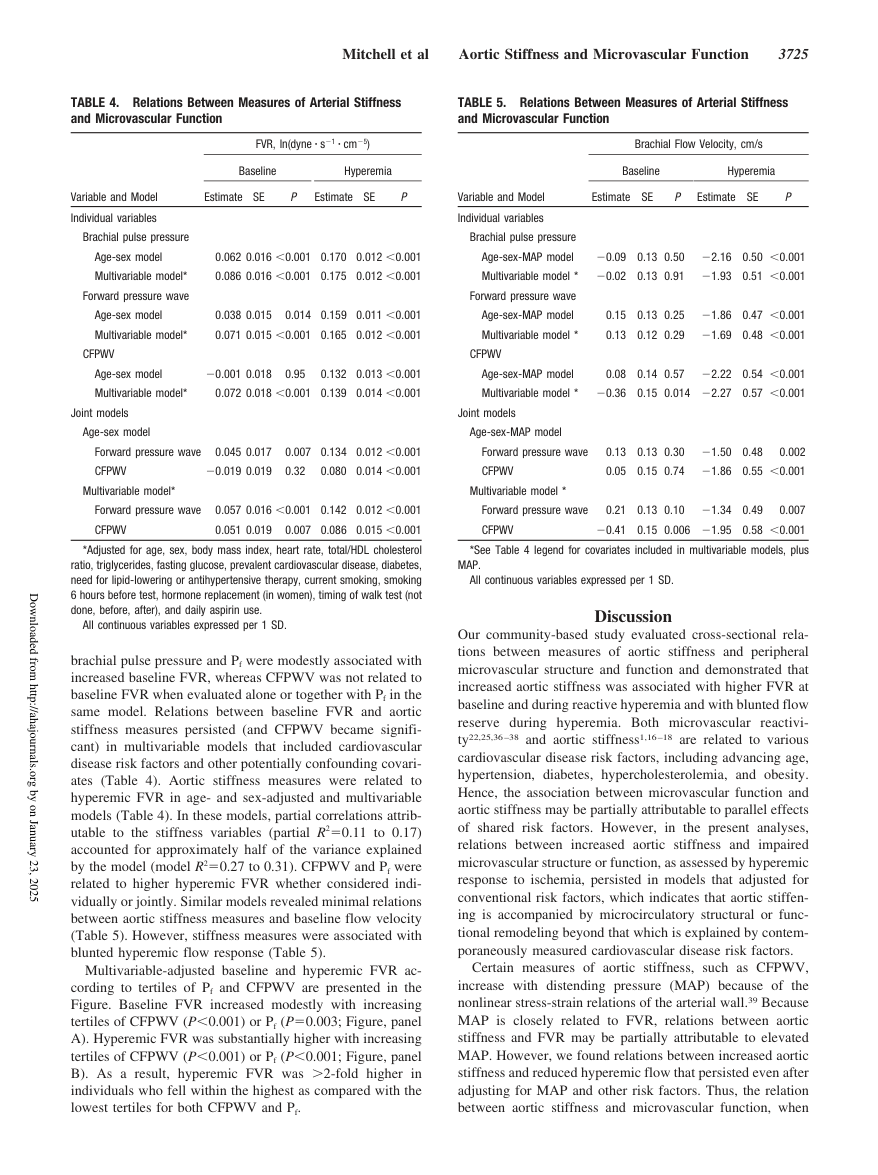 Mitchell et al Aortic Stiffness and Microvascular Function 3725
TABLE 4. Relations Between Measures of Arterial Stiffness
and Microvascular Function
FVR, ln(dyne · s−1 · cm−5)
Baseline Hyperemia
Variable and Model Estimate SE P Estimate SE P
Individual variables
Brachial pulse pressure
Age-sex model 0.062 0.016 <0.001 0.170 0.012 <0.001
Multivariable model* 0.086 0.016 <0.001 0.175 0.012 <0.001
Forward pressure wave
Age-sex model 0.038 0.015 0.014 0.159 0.011 <0.001
Multivariable model* 0.071 0.015 <0.001 0.165 0.012 <0.001
CFPWV
Age-sex model −0.001 0.018 0.95 0.132 0.013 <0.001
Multivariable model* 0.072 0.018 <0.001 0.139 0.014 <0.001
Joint models
Age-sex model
Forward pressure wave 0.045 0.017 0.007 0.134 0.012 <0.001
CFPWV −0.019 0.019 0.32 0.080 0.014 <0.001
Multivariable model*
Forward pressure wave 0.057 0.016 <0.001 0.142 0.012 <0.001
CFPWV 0.051 0.019 0.007 0.086 0.015 <0.001
*Adjusted for age, sex, body mass index, heart rate, total/HDL cholesterol
ratio, triglycerides, fasting glucose, prevalent cardiovascular disease, diabetes,
need for lipid-lowering or antihypertensive therapy, current smoking, smoking
6 hours before test, hormone replacement (in women), timing of walk test (not
done, before, after), and daily aspirin use.
All continuous variables expressed per 1 SD.
brachial pulse pressure and Pf were modestly associated with
increased baseline FVR, whereas CFPWV was not related to
baseline FVR when evaluated alone or together with Pf in the
same model. Relations between baseline FVR and aortic
stiffness measures persisted (and CFPWV became signifi-
cant) in multivariable models that included cardiovascular
disease risk factors and other potentially confounding covari-
ates (Table 4). Aortic stiffness measures were related to
hyperemic FVR in age- and sex-adjusted and multivariable
models (Table 4). In these models, partial correlations attrib-
utable to the stiffness variables (partial R2=0.11 to 0.17)
accounted for approximately half of the variance explained
by the model (model R2=0.27 to 0.31). CFPWV and Pf were
related to higher hyperemic FVR whether considered indi-
vidually or jointly. Similar models revealed minimal relations
between aortic stiffness measures and baseline flow velocity
(Table 5). However, stiffness measures were associated with
blunted hyperemic flow response (Table 5).
Multivariable-adjusted baseline and hyperemic FVR ac-
cording to tertiles of Pf and CFPWV are presented in the
Figure. Baseline FVR increased modestly with increasing
tertiles of CFPWV (P<0.001) or Pf (P=0.003; Figure, panel
A). Hyperemic FVR was substantially higher with increasing
tertiles of CFPWV (P<0.001) or Pf (P<0.001; Figure, panel
B). As a result, hyperemic FVR was >2-fold higher in
individuals who fell within the highest as compared with the
lowest tertiles for both CFPWV and Pf.
TABLE 5. Relations Between Measures of Arterial Stiffness
and Microvascular Function
Brachial Flow Velocity, cm/s
Baseline Hyperemia
Variable and Model Estimate SE P Estimate SE P
Individual variables
Brachial pulse pressure
Age-sex-MAP model −0.09 0.13 0.50 −2.16 0.50 <0.001
Multivariable model * −0.02 0.13 0.91 −1.93 0.51 <0.001
Forward pressure wave
Age-sex-MAP model 0.15 0.13 0.25 −1.86 0.47 <0.001
Multivariable model * 0.13 0.12 0.29 −1.69 0.48 <0.001
CFPWV
Age-sex-MAP model 0.08 0.14 0.57 −2.22 0.54 <0.001
Multivariable model * −0.36 0.15 0.014 −2.27 0.57 <0.001
Joint models
Age-sex-MAP model
Forward pressure wave 0.13 0.13 0.30 −1.50 0.48 0.002
CFPWV 0.05 0.15 0.74 −1.86 0.55 <0.001
Multivariable model *
Forward pressure wave 0.21 0.13 0.10 −1.34 0.49 0.007
CFPWV −0.41 0.15 0.006 −1.95 0.58 <0.001
*See Table 4 legend for covariates included in multivariable models, plus
MAP.
All continuous variables expressed per 1 SD.
Discussion
Our community-based study evaluated cross-sectional rela-
tions between measures of aortic stiffness and peripheral
microvascular structure and function and demonstrated that
increased aortic stiffness was associated with higher FVR at
baseline and during reactive hyperemia and with blunted flow
reserve during hyperemia. Both microvascular reactivi-
ty22,25,36–38 and aortic stiffness1,16–18 are related to various
cardiovascular disease risk factors, including advancing age,
hypertension, diabetes, hypercholesterolemia, and obesity.
Hence, the association between microvascular function and
aortic stiffness may be partially attributable to parallel effects
of shared risk factors. However, in the present analyses,
relations between increased aortic stiffness and impaired
microvascular structure or function, as assessed by hyperemic
response to ischemia, persisted in models that adjusted for
conventional risk factors, which indicates that aortic stiffen-
ing is accompanied by microcirculatory structural or func-
tional remodeling beyond that which is explained by contem-
poraneously measured cardiovascular disease risk factors.
Certain measures of aortic stiffness, such as CFPWV,
increase with distending pressure (MAP) because of the
nonlinear stress-strain relations of the arterial wall.39 Because
MAP is closely related to FVR, relations between aortic
stiffness and FVR may be partially attributable to elevated
MAP. However, we found relations between increased aortic
stiffness and reduced hyperemic flow that persisted even after
adjusting for MAP and other risk factors. Thus, the relation
between aortic stiffness and microvascular function, when
Downloaded from http://ahajournals.org by on January 23, 2025